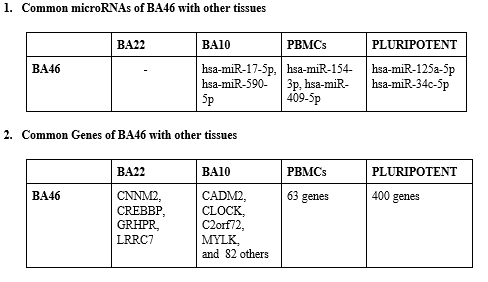 1. Common microRNAs of BA46 with other tissues
BA22 BA10 PBMCs PLURIPOTENT
BA46 - hsa-miR-17-5p, hsa-miR-154- hsa-miR-125a-5p
hsa-miR-590- 3p, hsa-miR- hsa-miR-34c-5p
5p 409-5p
2. Common Genes of BA46 with other tissues
BA22 BA10 PBMCs PLURIPOTENT
BA46 CNNM2, CADM2, 63 genes 400 genes
CREBBP, CLOCK,
GRHPR, C2orf72,
LRRC7 MYLK,
and 82 others